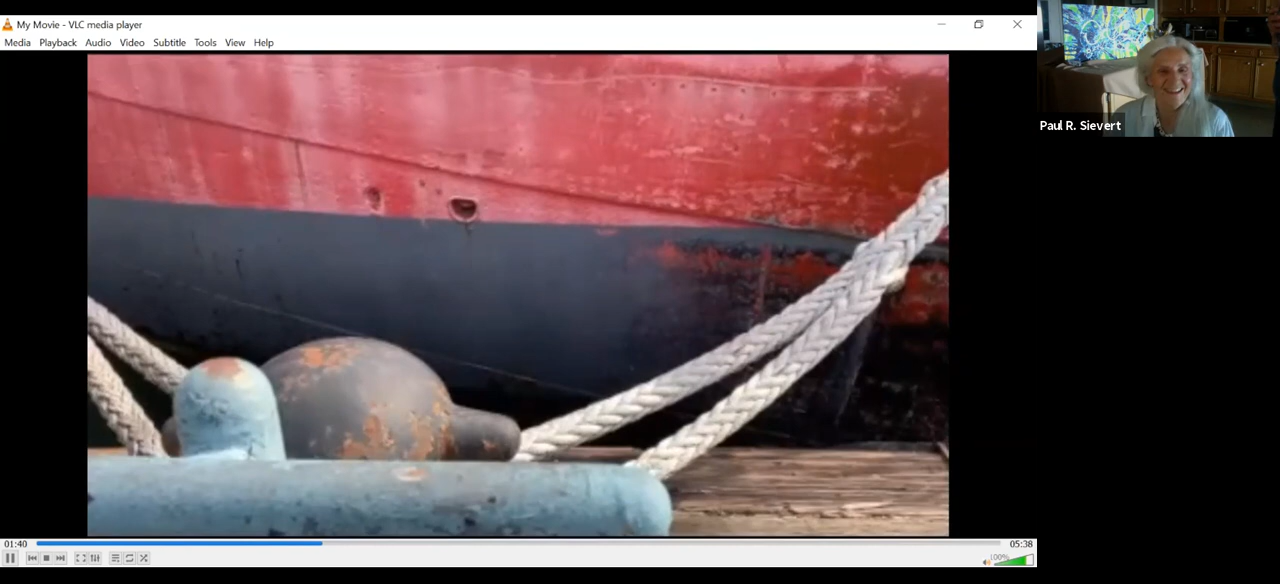 My Movie - VLC media player
Media Playback Audio Video Subtitle Tools View Help
Paul R. Sievert
01:40
05:38
100%